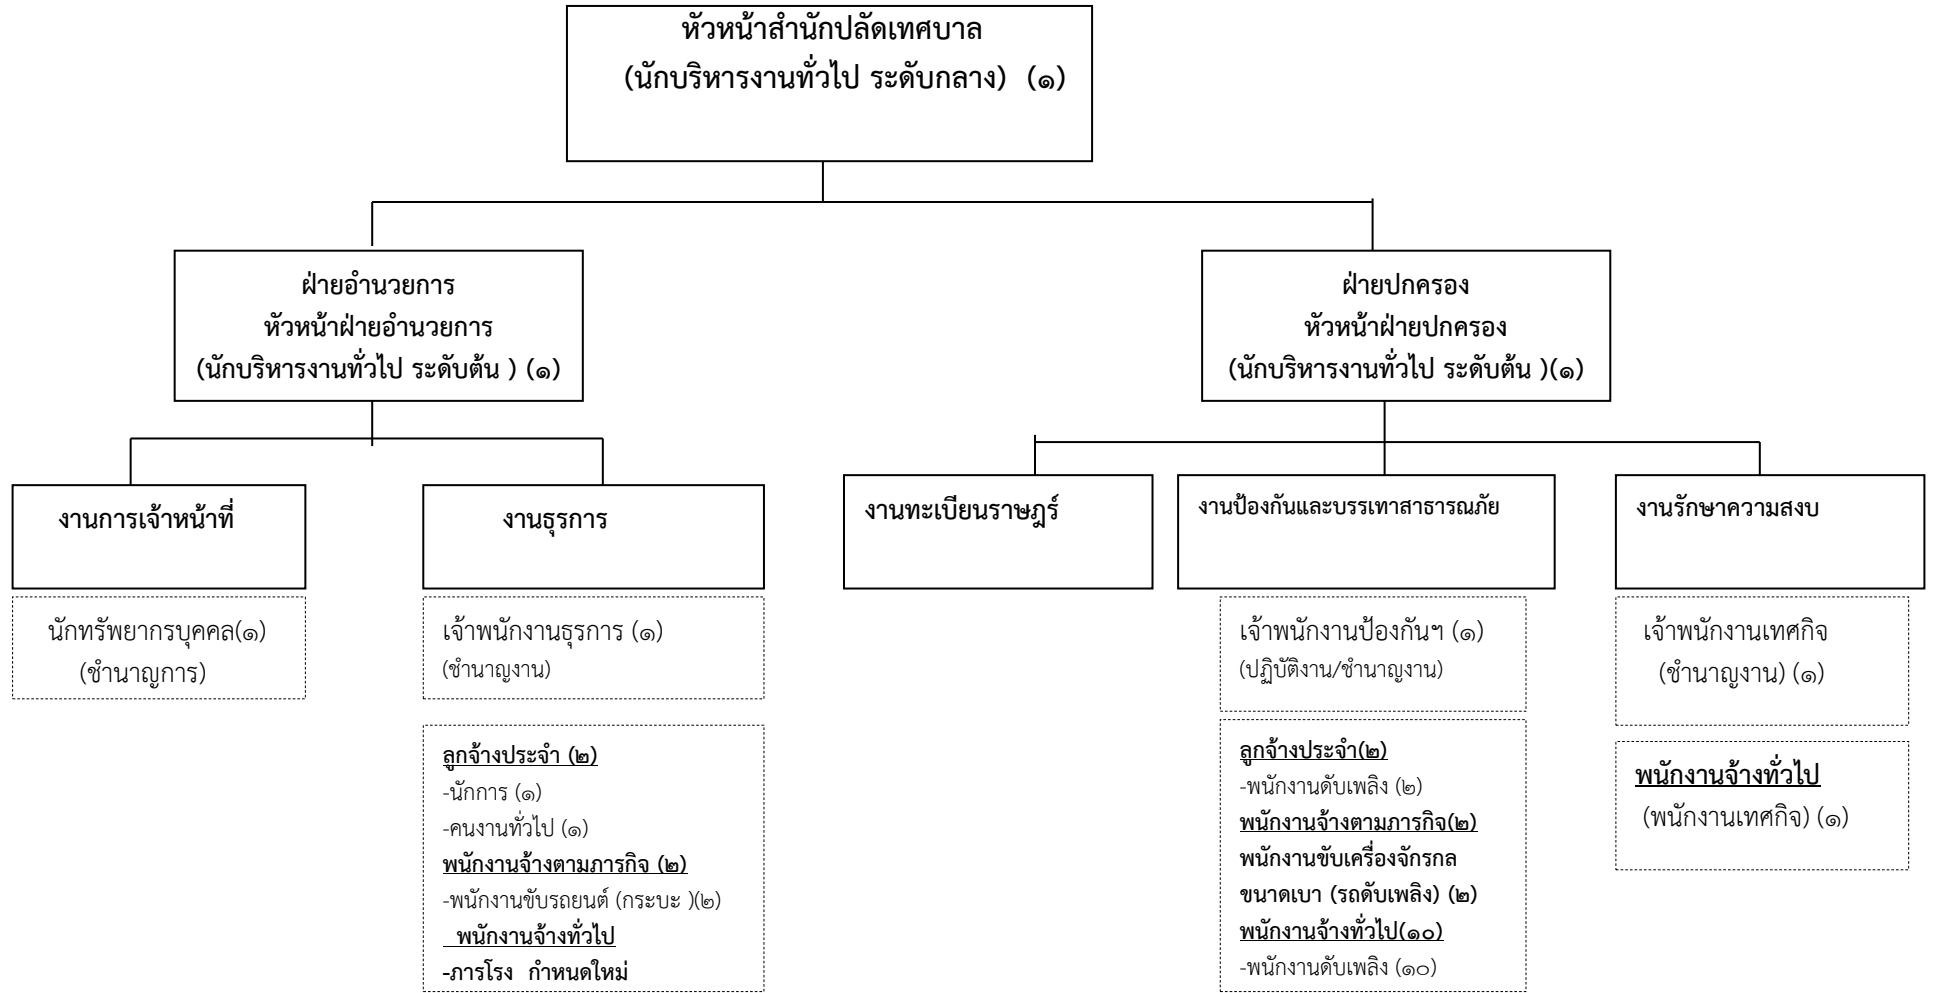 หัวหน้าสำนักปลัดเทศบาล
(นักบริหารงานทั่วไป ระดับกลาง) (๑)
ฝ่ายอำนวยการ
หัวหน้าฝ่ายอำนวยการ
(นักบริหารงานทั่วไป ระดับต้น ) (๑)
ฝ่ายปกครอง
หัวหน้าฝ่ายปกครอง
(นักบริหารงานทั่วไป ระดับต้น )(๑)
งานการเจ้าหน้าที่
นักทรัพยากรบุคคล(๑)
(ชำนาญการ)
งานธุรการ
เจ้าพนักงานธุรการ (๑)
(ชำนาญงาน)
ลูกจ้างประจำ (๒)
-นักการ (๑)
-คนงานทั่วไป (๑)
พนักงานจ้างตามภารกิจ (๒)
-พนักงานขับรถยนต์ (กระบะ )(๒)
พนักงานจ้างทั่วไป
-ภารโรง กำหนดใหม่
งานทะเบียนราษฎร์
งานป้องกันและบรรเทาสาธารณภัย
เจ้าพนักงานป้องกันฯ (๑)
(ปฏิบัติงาน/ชำนาญงาน)
ลูกจ้างประจำ(๒)
-พนักงานดับเพลิง (๒)
พนักงานจ้างตามภารกิจ(๒)
พนักงานขับเครื่องจักรกล
ขนาดเบา (รถดับเพลิง) (๒)
พนักงานจ้างทั่วไป(๑๐)
-พนักงานดับเพลิง (๑๐)
งานรักษาความสงบ
เจ้าพนักงานเทศกิจ
(ชำนาญงาน) (๑)
พนักงานจ้างทั่วไป
(พนักงานเทศกิจ) (๑)